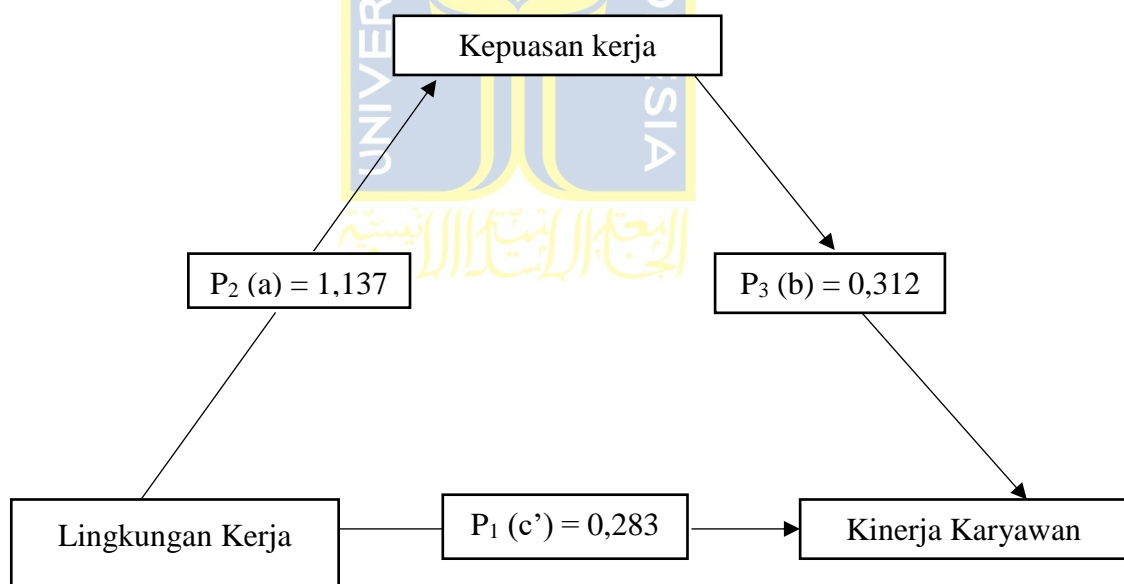 Kepuasan kerja
P₂ (a) = 1,137
P₃ (b) = 0,312
Lingkungan Kerja
P₁ (c’) = 0,283
Kinerja Karyawan